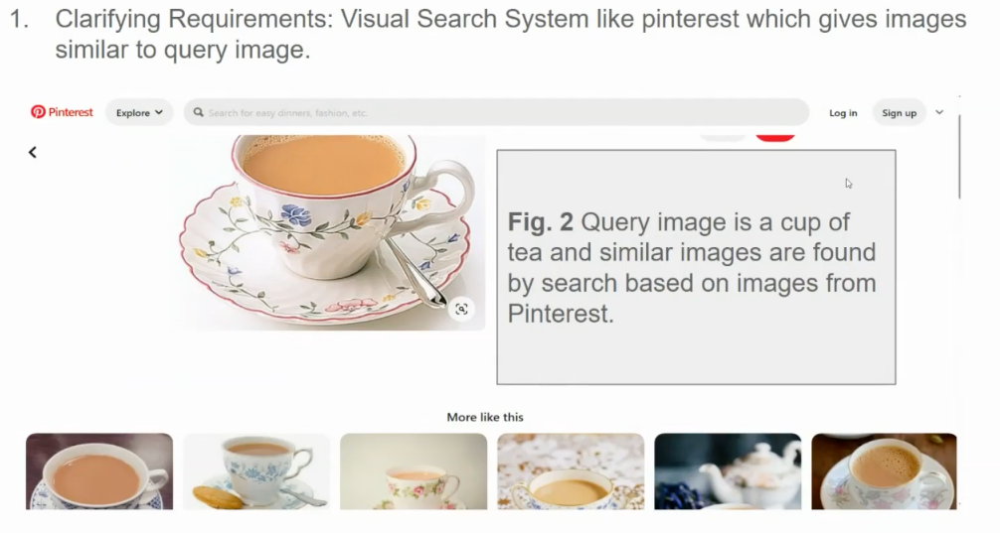 1. Clarifying Requirements: Visual Search System like pinterest which gives images
similar to query image.
Pinterest Explore Search for easy dinners, fashion, etc. Log in Sign up
Fig. 2 Query image is a cup of
tea and similar images are found
by search based on images from
Pinterest.
More like this